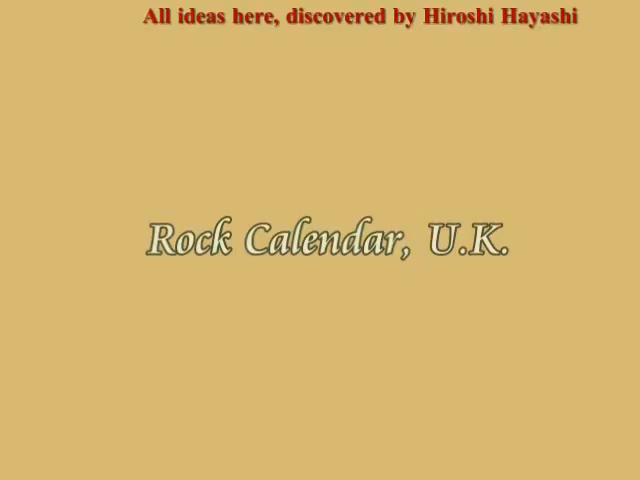 All ideas here, discovered by Hiroshi Hayashi
Rock Calendar, U.K.